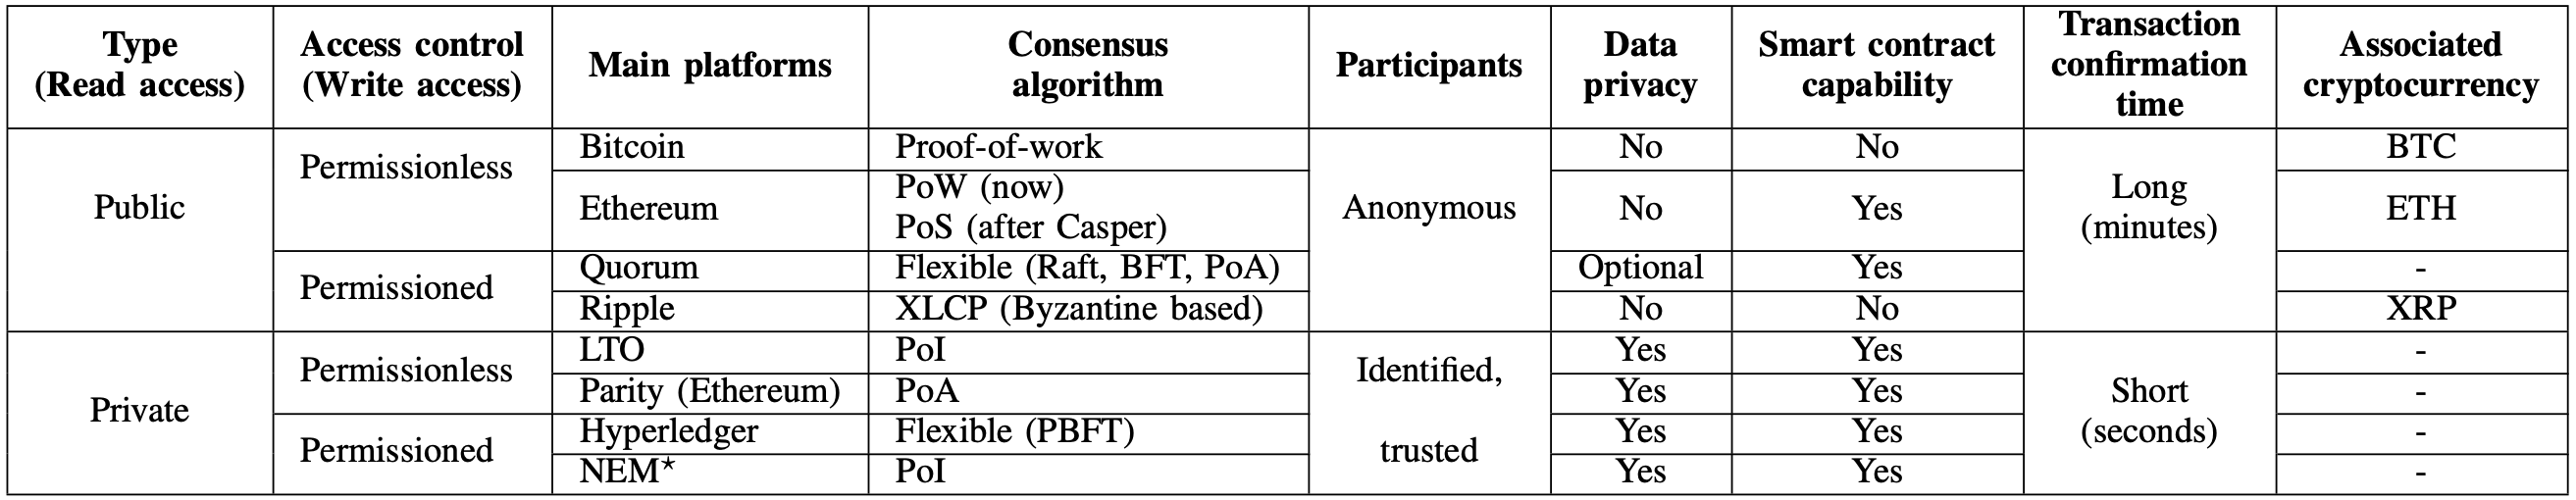 Type
(Read access)
Access control
(Write access)
Main platforms
Consensus
algorithm
Participants
Data
privacy
Smart contract
capability
Transaction
confirmation
time
Associated
cryptocurrency
Public
Permissionless
Bitcoin
Proof-of-work
Anonymous
No
No
Long
(minutes)
BTC
Ethereum
PoW (now)
PoS (after Casper)
No
Yes
ETH
Permissioned
Quorum
Flexible (Raft, BFT, PoA)
Optional
Yes
-
Ripple
XLCP (Byzantine based)
No
No
XRP
Private
Permissionless
LTO
PoI
Identified,
trusted
Yes
Yes
Short
(seconds)
-
Parity (Ethereum)
PoA
Yes
Yes
-
Permissioned
Hyperledger
Flexible (PBFT)
Yes
Yes
-
NEM⋆
PoI
Yes
Yes
-